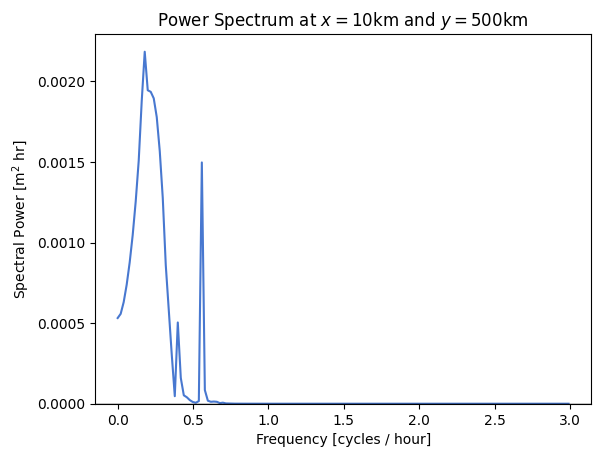 Power Spectrum at x = 10km and y = 500km
Spectral Power [m² hr]
0.0020
0.0015
0.0010
0.0005
0.0000
0.0 0.5 1.0 1.5 2.0 2.5 3.0
Frequency [cycles / hour]